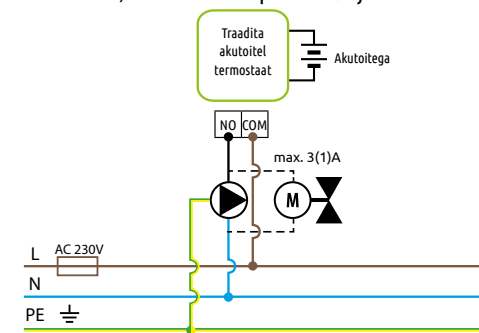 Traadita
akutoitel
termostaat
Akutoitega
NO COM
max. 3(1)A
M
L AC 230V
N
PE